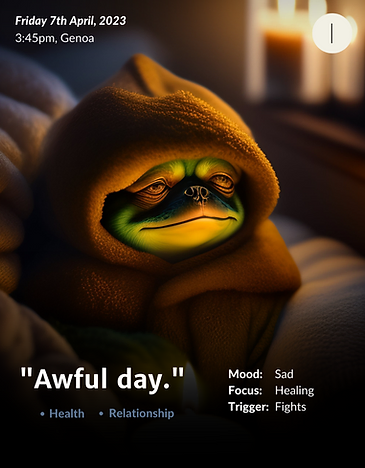 Friday 7th April, 2023
3:45pm, Genoa
"Awful day."
• Health • Relationship
Mood: Sad
Focus: Healing
Trigger: Fights